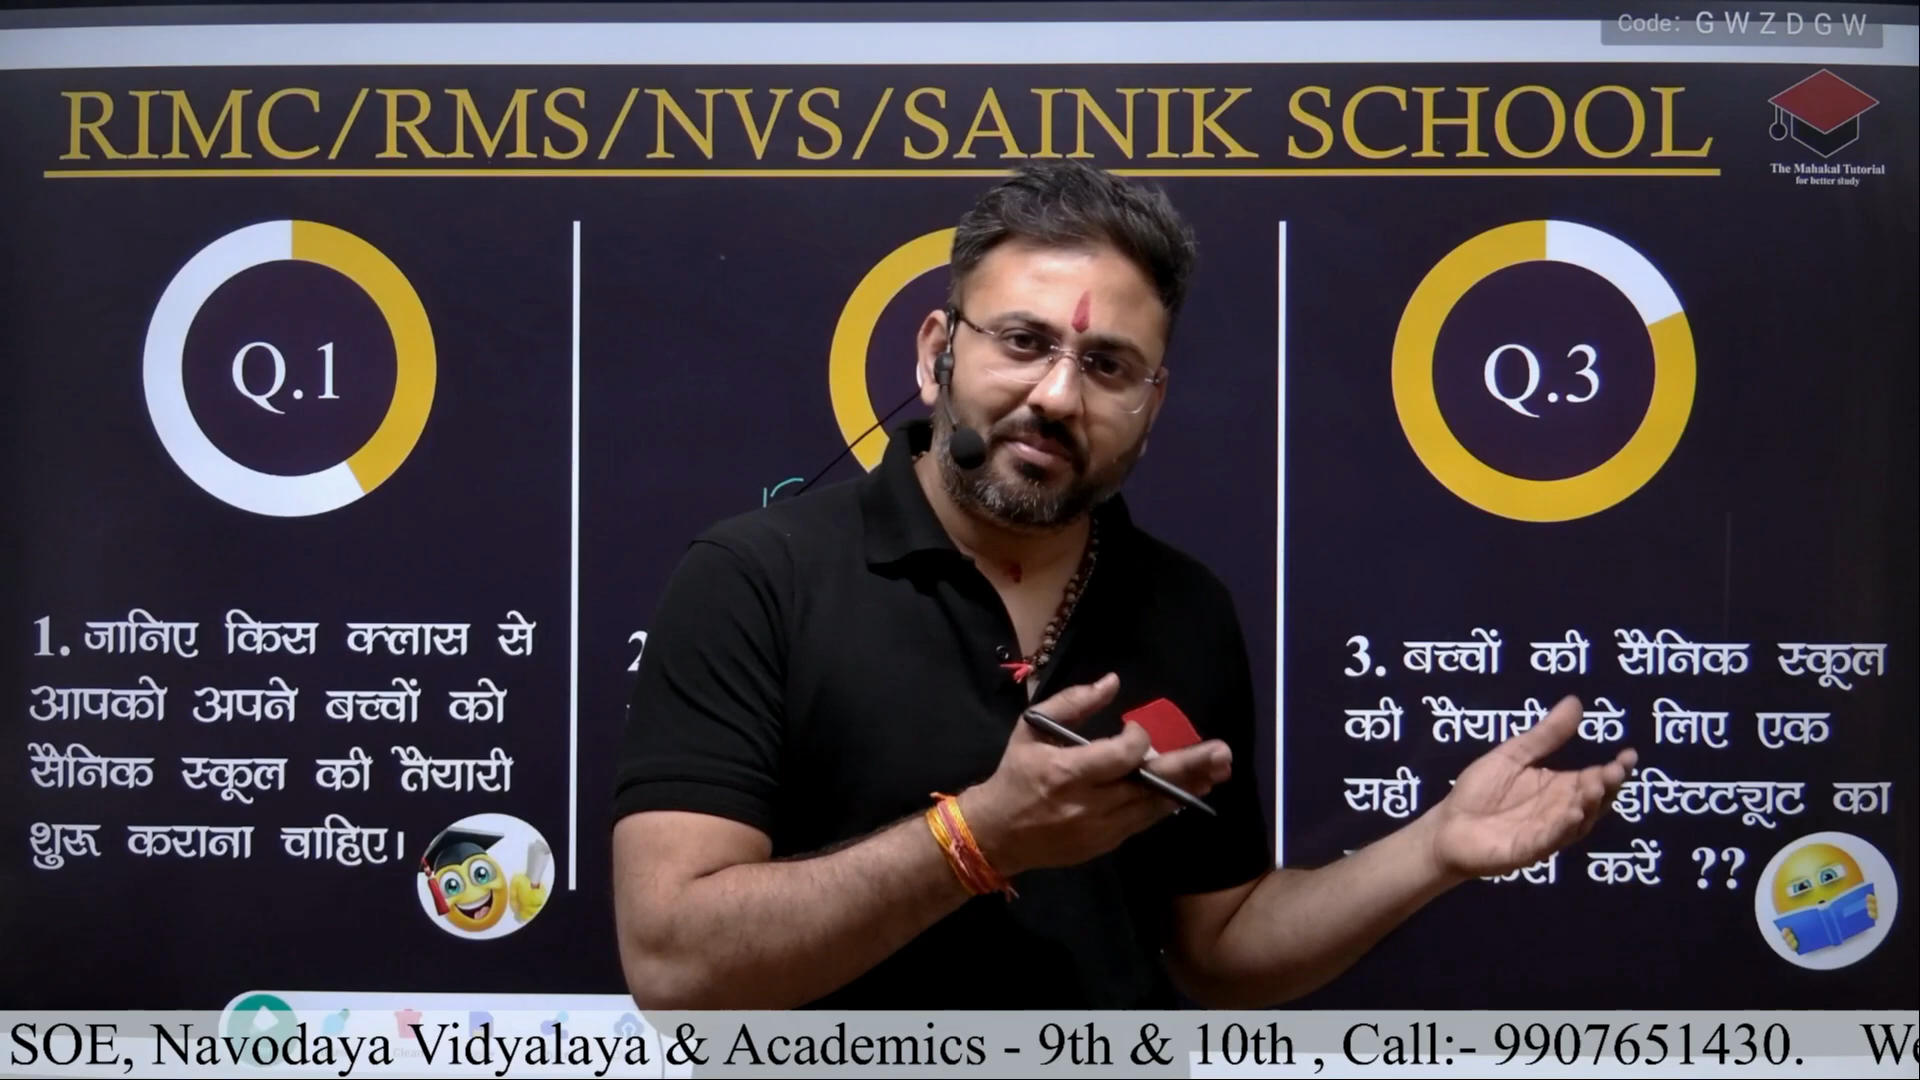 Code: G W Z D G W
RIMC/RMS/NVS/SAINIK SCHOOL
The Mahakal Tutorial
for better study
Q.1
1. जानिए किस क्लास से
आपको अपने बच्चों को
सैनिक स्कूल की तैयारी
शुरू कराना चाहिए।
Q.3
3. बच्चों की सैनिक स्कूल
की तैयारी के लिए एक
सही इंस्टिट्यूट का
करें ??
SOE, Navodaya Vidyalaya & Academics - 9th & 10th , Call:- 9907651430.